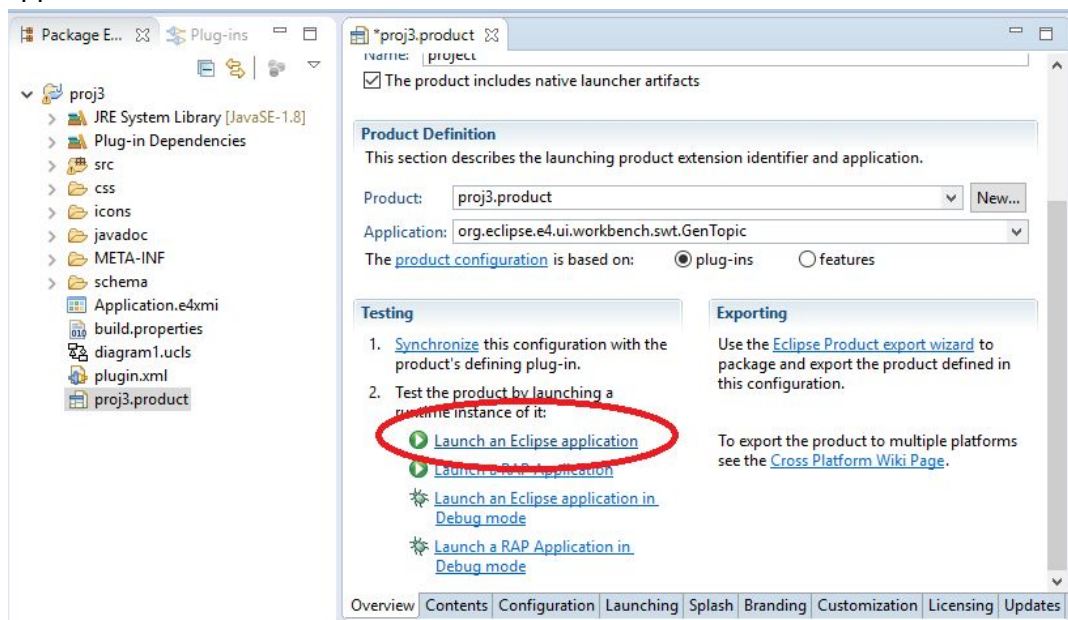 Package E... Plug-ins
proj3
JRE System Library [JavaSE-1.8]
Plug-in Dependencies
src
css
icons
javadoc
META-INF
schema
Application.e4xmi
build.properties
diagram1.ucls
plugin.xml
proj3.product
*proj3.product
Name: project
The product includes native launcher artifacts
Product Definition
This section describes the launching product extension identifier and application.
Product: proj3.product New...
Application: org.eclipse.e4.ui.workbench.swt.GenTopic
The product configuration is based on: plug-ins features
Testing
1. Synchronize this configuration with the
product's defining plug-in.
2. Test the product by launching a
runtime instance of it:
Launch an Eclipse application
Launch a RAP Application
Launch an Eclipse application in
Debug mode
Launch a RAP Application in
Debug mode
Exporting
Use the Eclipse Product export wizard to
package and export the product defined in
this configuration.
To export the product to multiple platforms
see the Cross Platform Wiki Page.
Overview Contents Configuration Launching Splash Branding Customization Licensing Updates